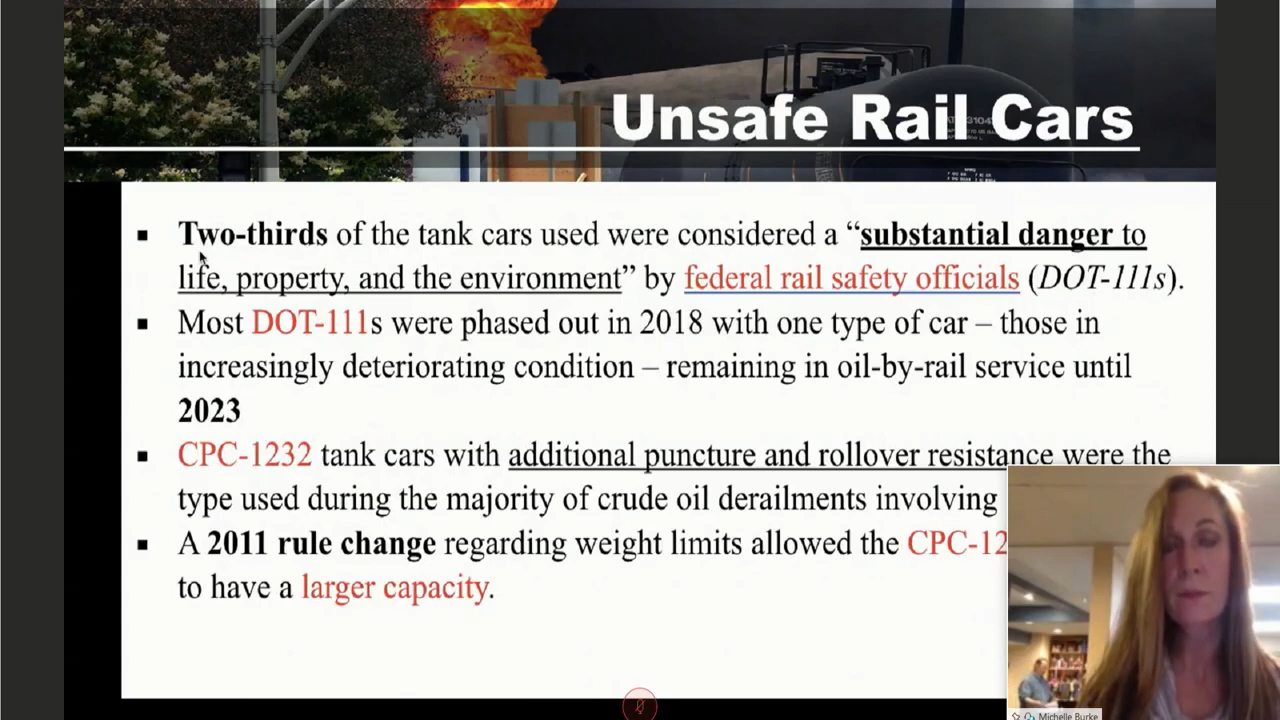 Unsafe Rail Cars
▪ Two-thirds of the tank cars used were considered a “substantial danger to
life, property, and the environment” by federal rail safety officials (DOT-111s).
▪ Most DOT-111s were phased out in 2018 with one type of car – those in
increasingly deteriorating condition – remaining in oil-by-rail service until
2023
▪ CPC-1232 tank cars with additional puncture and rollover resistance were the
type used during the majority of crude oil derailments involving
▪ A 2011 rule change regarding weight limits allowed the CPC-12
to have a larger capacity.
Michelle Burke